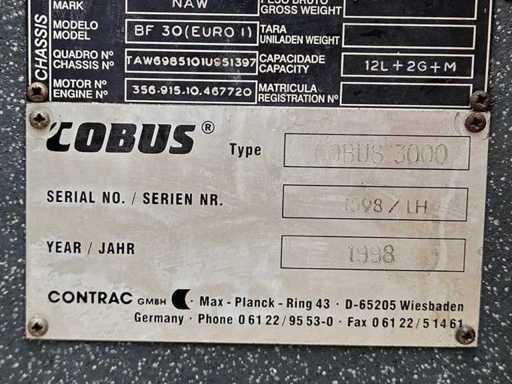 MARK NAW PESO BRUTO
GROSS WEIGHT
CHASSIS
MODELO
MODEL BF 30 (EURO 1) TARA
UNLADEN WEIGHT
QUADRO Nº
CHASSIS Nº TAW6985101U951397 CAPACIDADE
CAPACITY 12L+2G+M
MOTOR Nº
ENGINE Nº 356·915.10.467720 MATRICULA
REGISTRATION Nº
COBUS® Type COBUS 3000
SERIAL NO. / SERIEN NR. 1398/LH
YEAR / JAHR 1998
CONTRAC GMBH · Max - Planck - Ring 43 · D-65205 Wiesbaden
Germany · Phone 0 61 22 / 95 53-0 · Fax 0 61 22 / 5 14 61